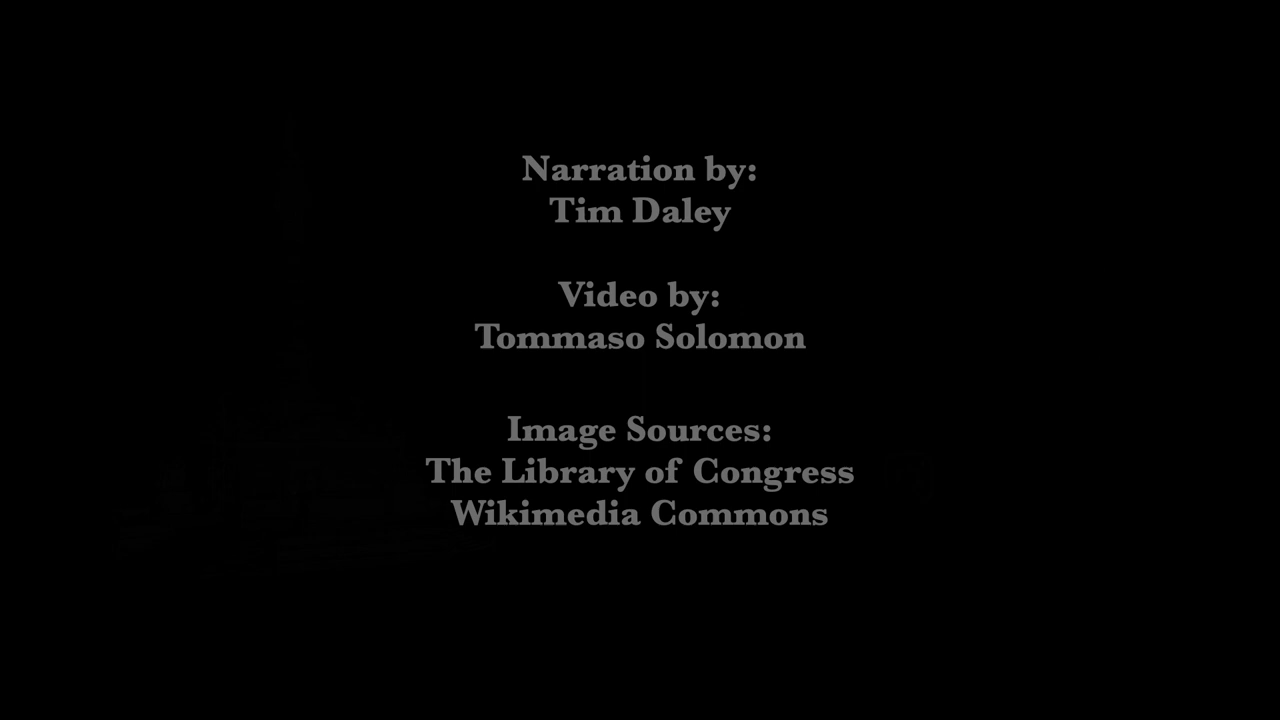 Narration by:
Tim Daley
Video by:
Tommaso Solomon
Image Sources:
The Library of Congress
Wikimedia Commons